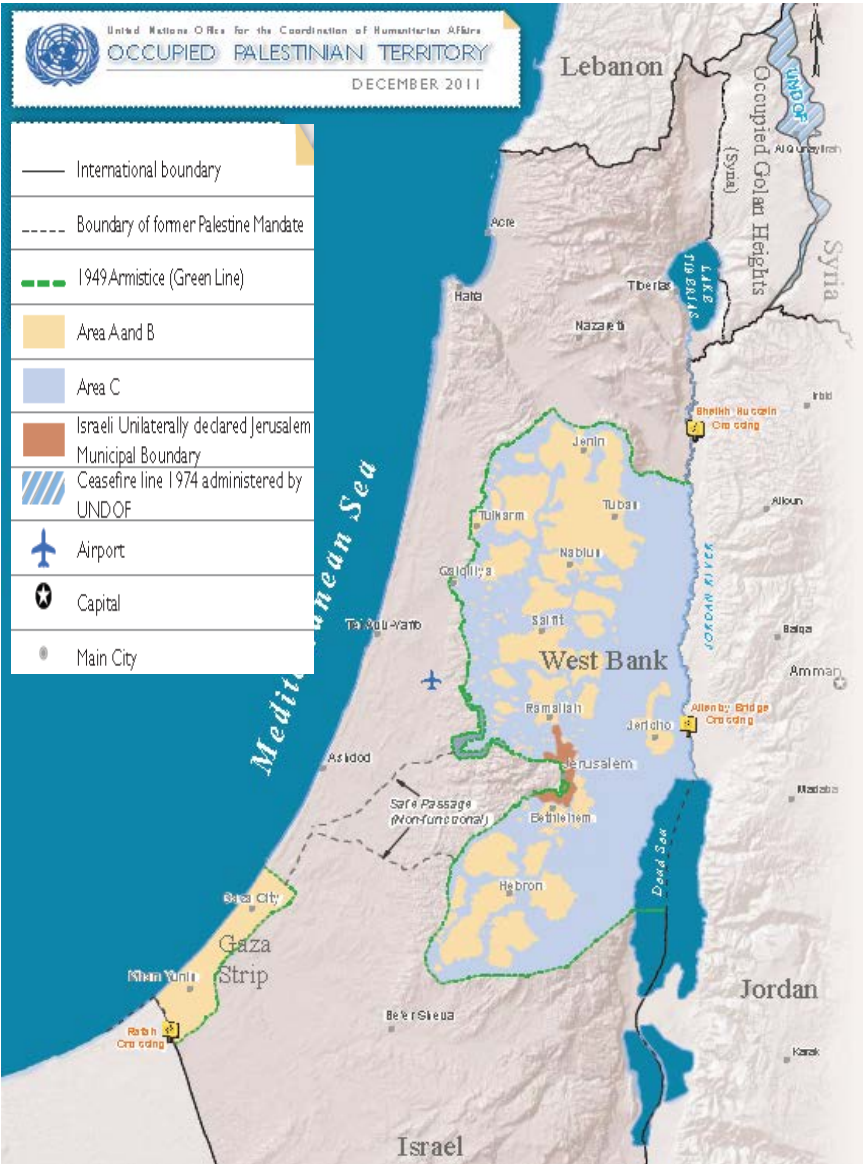 United Nations Office for the Coordination of Humanitarian Affairs
OCCUPIED PALESTINIAN TERRITORY
DECEMBER 2011
International boundary
Boundary of former Palestine Mandate
1949 Armistice (Green Line)
Area A and B
Area C
Israeli Unilaterally declared Jerusalem
Municipal Boundary
Ceasefire line 1974 administered by
UNDOF
Airport
Capital
Main City
Lebanon
UNDOF
Occupied Golan Heights
(Syria)
Al Qunaytirah
Syria
Acre
Haifa
Tiberias
LAKE
TIBERIAS
Nazareth
Irbid
Sheikh Hussein
Crossing
Jenin
Tubas
Tulkarm
Ajloun
Nablus
Qalqiliya
JORDAN RIVER
Salfit
Balqa
West Bank
Amman
Ramallah
Jericho
Allenby Bridge
Crossing
Mediterranean Sea
Ashdod
Jerusalem
Madaba
Safe Passage
(Non-functional)
Bethlehem
Dead Sea
Hebron
Gaza City
Gaza
Strip
Khan Yunis
Rafah
Crossing
Be'er Sheva
Jordan
Karak
Israel